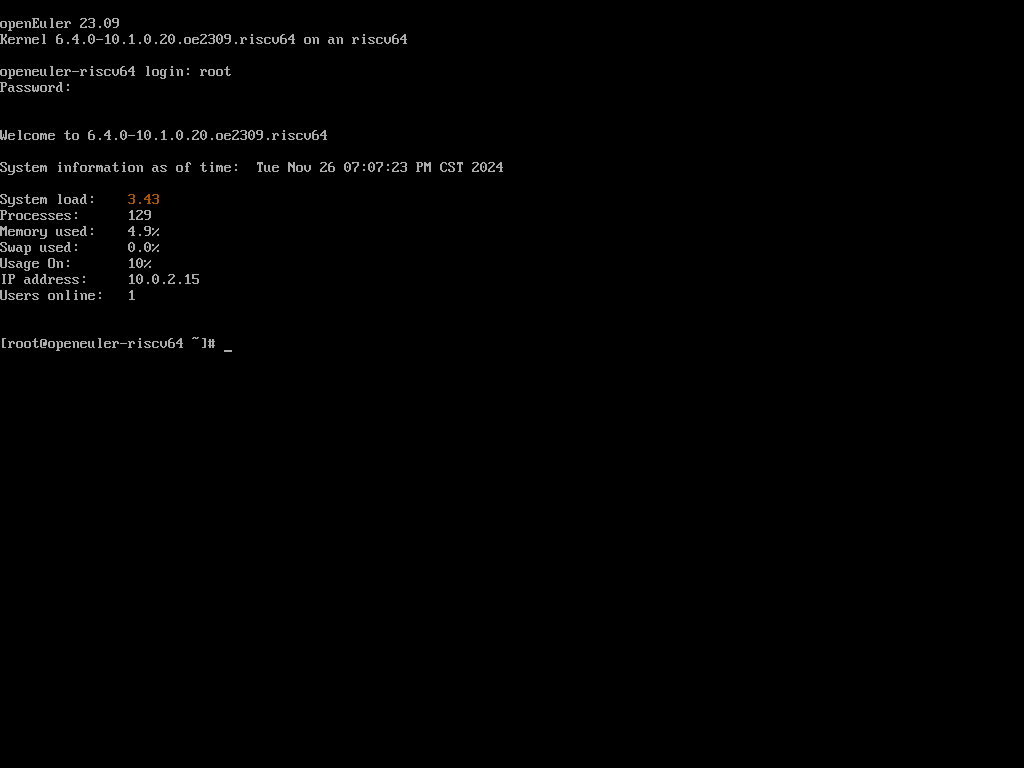 openEuler 23.09
Kernel 6.4.0-10.1.0.20.oe2309.riscv64 on an riscv64
openeuler-riscv64 login: root
Password:
Welcome to 6.4.0-10.1.0.20.oe2309.riscv64
System information as of time:  Tue Nov 26 07:07:23 PM CST 2024
System load:    3.43
Processes:      129
Memory used:    4.9%
Swap used:      0.0%
Usage On:       10%
IP address:     10.0.2.15
Users online:   1
[root@openeuler-riscv64 ~]# _